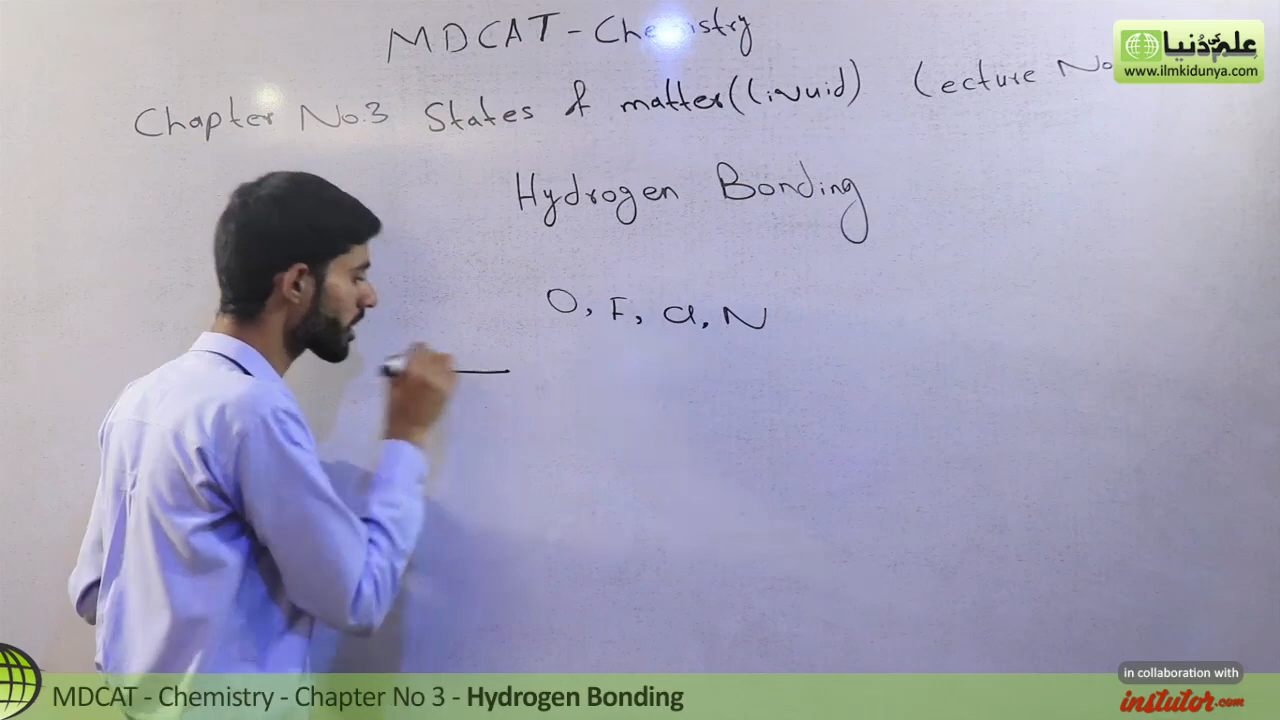 MDCAT - Chemistry
علم کی دُنیا
www.ilmkidunya.com
Chapter No.3 States of matter(liquid) Lecture No
Hydrogen Bonding
O, F, Cl, N
in collaboration with
instutor.com
MDCAT - Chemistry - Chapter No 3 - Hydrogen Bonding